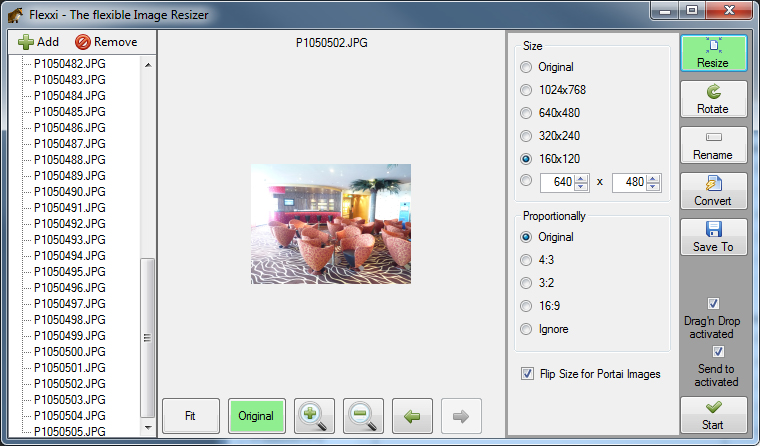 Flexxi - The flexible Image Resizer
Add
Remove
P1050482.JPG
P1050483.JPG
P1050484.JPG
P1050485.JPG
P1050486.JPG
P1050487.JPG
P1050488.JPG
P1050489.JPG
P1050490.JPG
P1050491.JPG
P1050492.JPG
P1050493.JPG
P1050494.JPG
P1050495.JPG
P1050496.JPG
P1050497.JPG
P1050498.JPG
P1050499.JPG
P1050500.JPG
P1050501.JPG
P1050502.JPG
P1050503.JPG
P1050504.JPG
P1050505.JPG
P1050502.JPG
Fit
Original
Size
Original
1024x768
640x480
320x240
160x120
640 x 480
Proportionally
Original
4:3
3:2
16:9
Ignore
Flip Size for Portai Images
Resize
Rotate
Rename
Convert
Save To
Drag'n Drop
activated
Send to
activated
Start